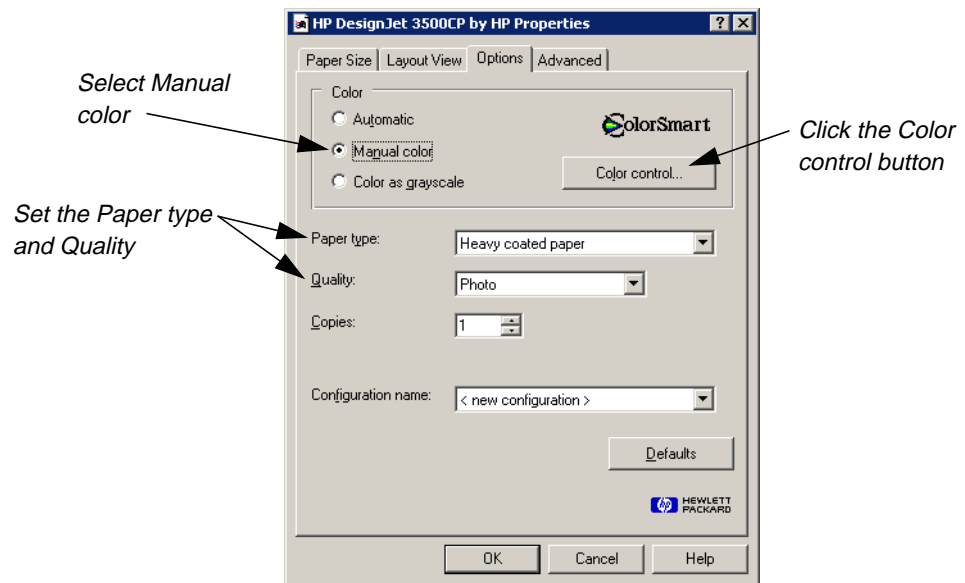 HP DesignJet 3500CP by HP Properties
Paper Size
Layout View
Options
Advanced
Select Manual
color
Color
Automatic
ColorSmart
Manual color
Color as grayscale
Color control...
Click the Color
control button
Set the Paper type
and Quality
Paper type:
Heavy coated paper
Quality:
Photo
Copies:
1
Configuration name:
< new configuration >
Defaults
hp HEWLETT
PACKARD
OK
Cancel
Help